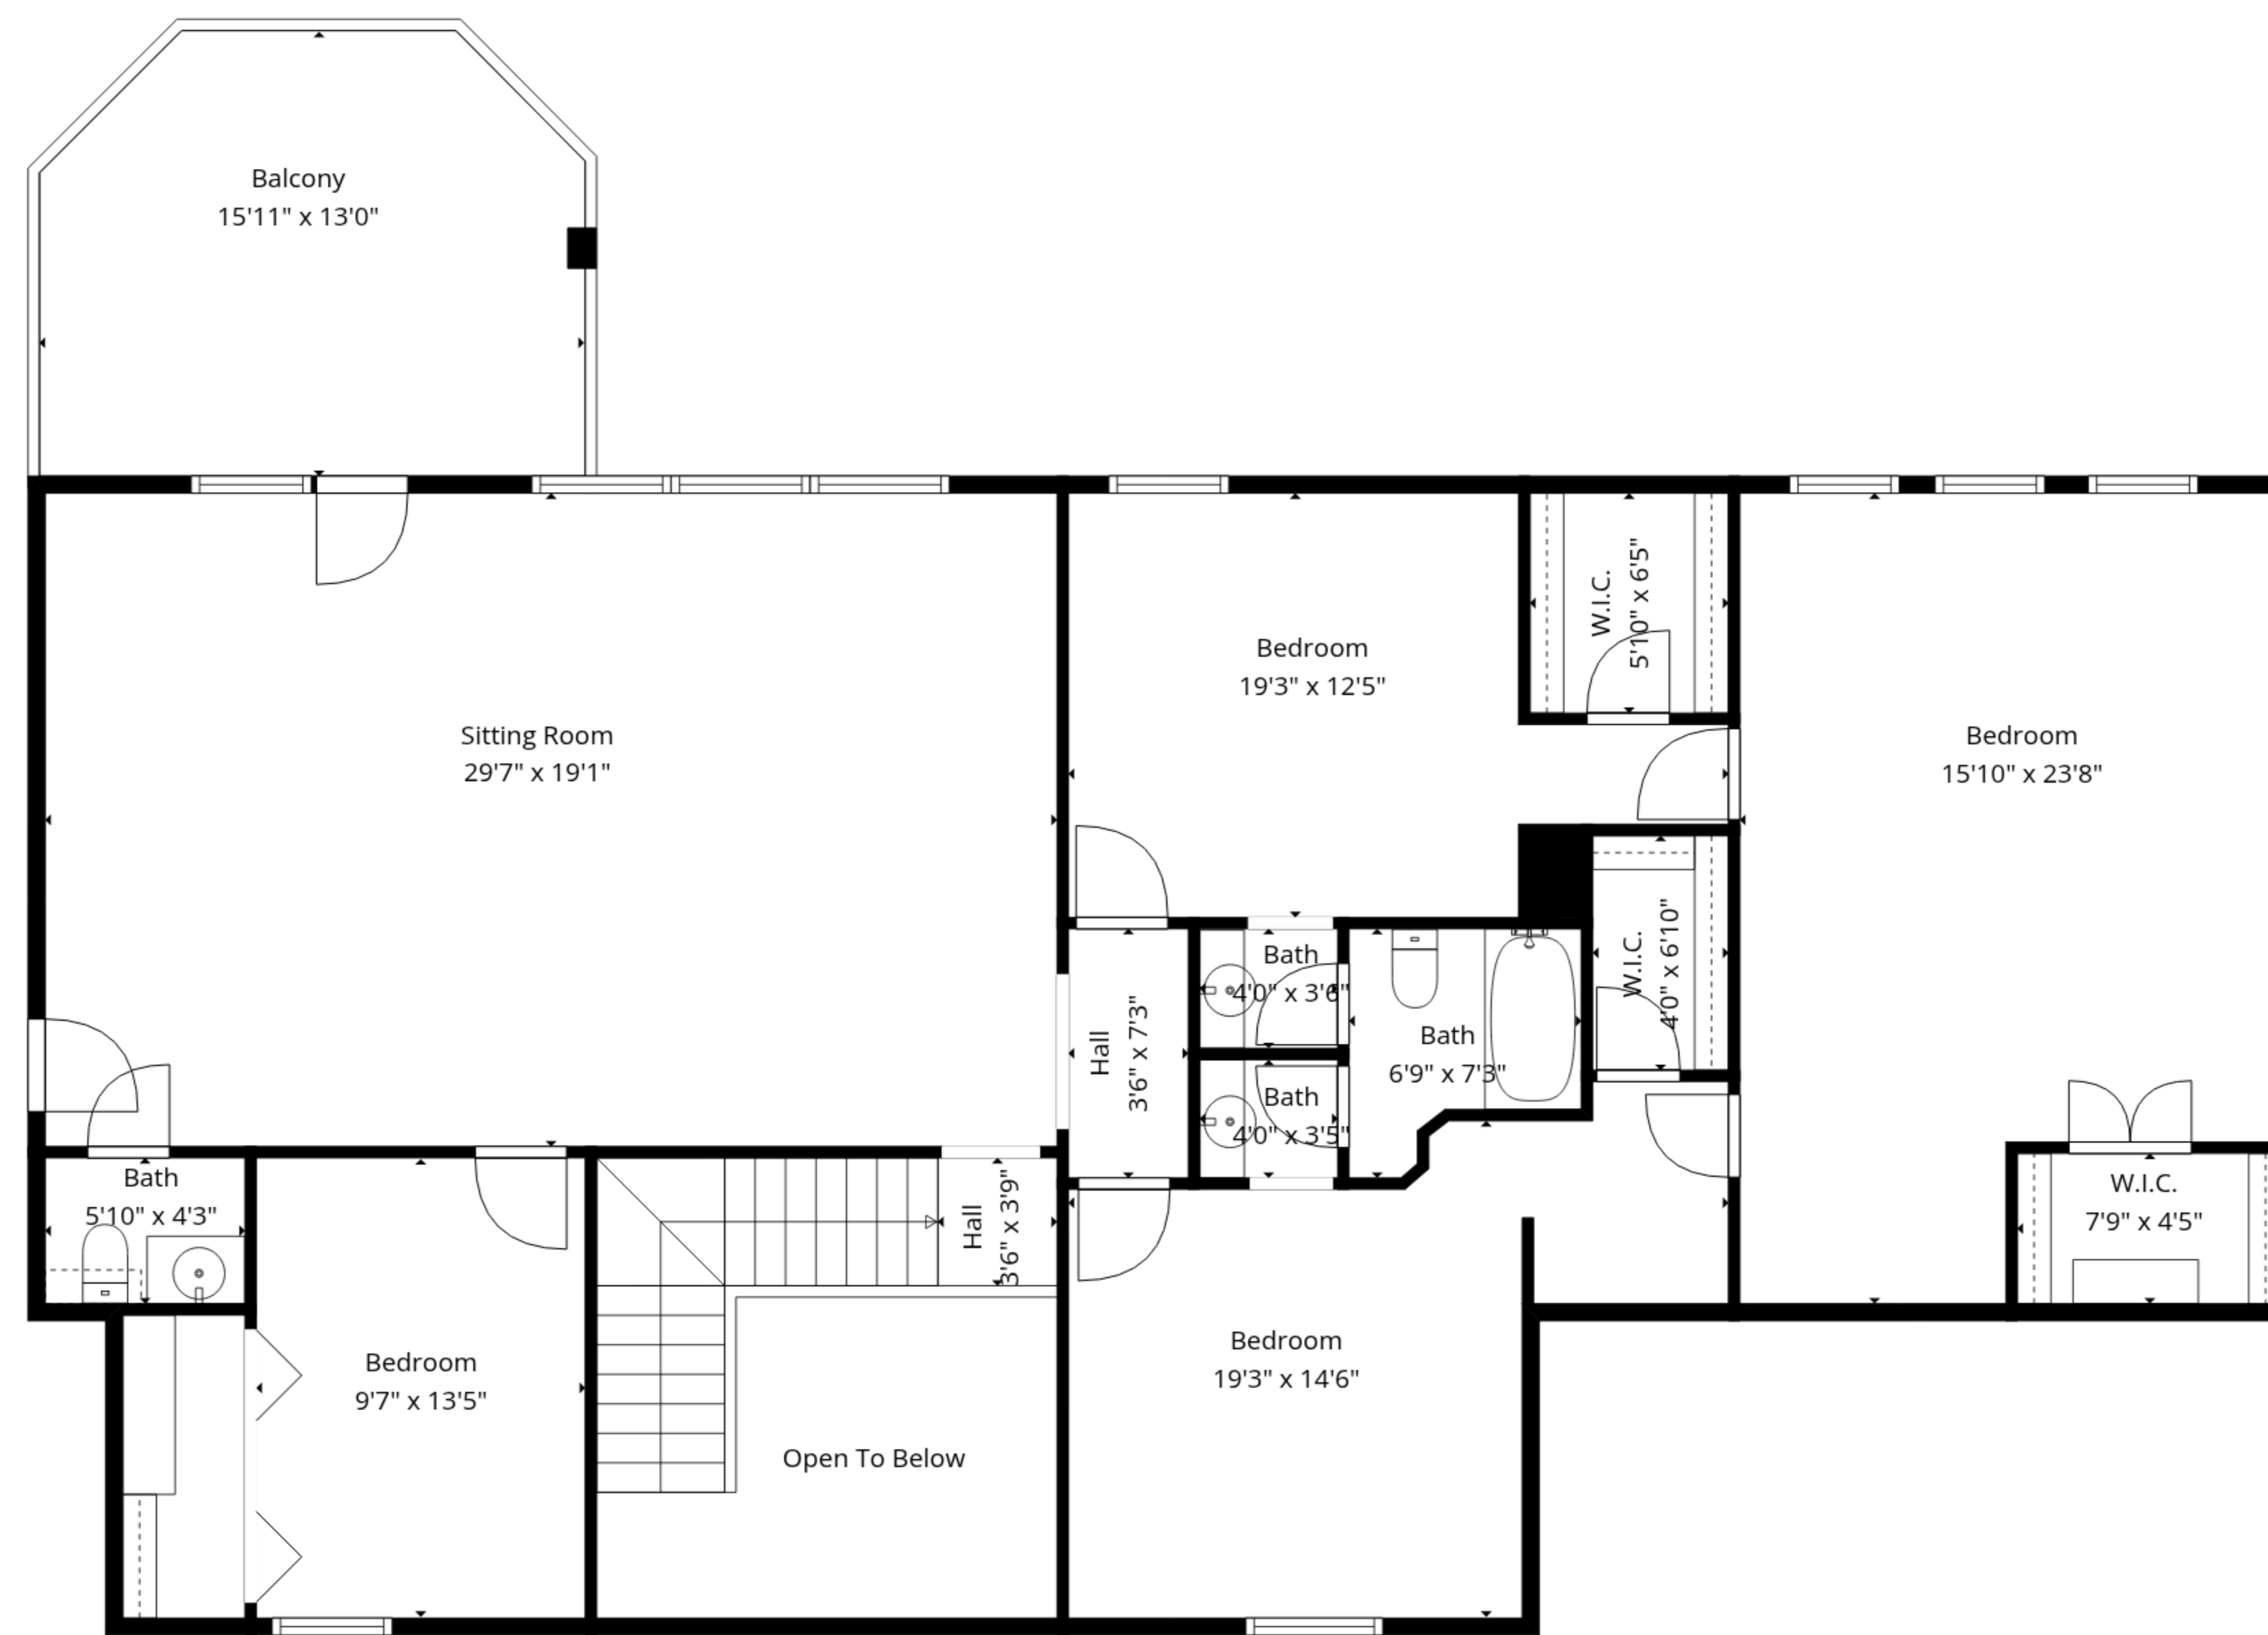 Balcony
15'11" x 13'0"
Sitting Room
29'7" x 19'1"
Bedroom
19'3" x 12'5"
W.I.C.
5'10" x 6'5"
Bedroom
15'10" x 23'8"
W.I.C.
4'0" x 6'10"
Hall
3'6" x 7'3"
Bath
4'0" x 3'6"
Bath
6'9" x 7'3"
Bath
4'0" x 3'5"
Bath
5'10" x 4'3"
Hall
3'6" x 3'9"
W.I.C.
7'9" x 4'5"
Bedroom
9'7" x 13'5"
Bedroom
19'3" x 14'6"
Open To Below